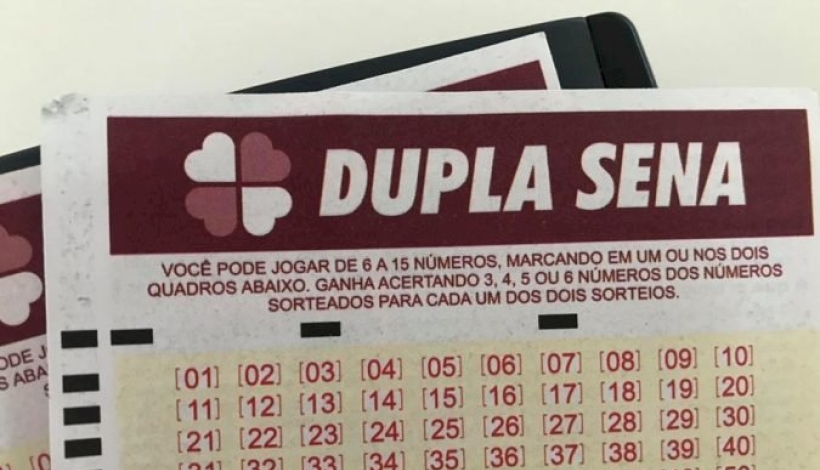 DUPLA SENA
VOCÊ PODE JOGAR DE 6 A 15 NÚMEROS, MARCANDO EM UM OU NOS DOIS
QUADROS ABAIXO. GANHA ACERTANDO 3, 4, 5 OU 6 NÚMEROS DOS NÚMEROS
SORTEADOS PARA CADA UM DOS DOIS SORTEIOS.
[01] [02] [03] [04] [05] [06] [07] [08] [09] [10]
[11] [12] [13] [14] [15] [16] [17] [18] [19] [20]
[21] [22] [23] [24] [25] [26] [27] [28] [29] [30]
[31] [32] [33] [34] [35] [36] [37] [38] [39] [40]